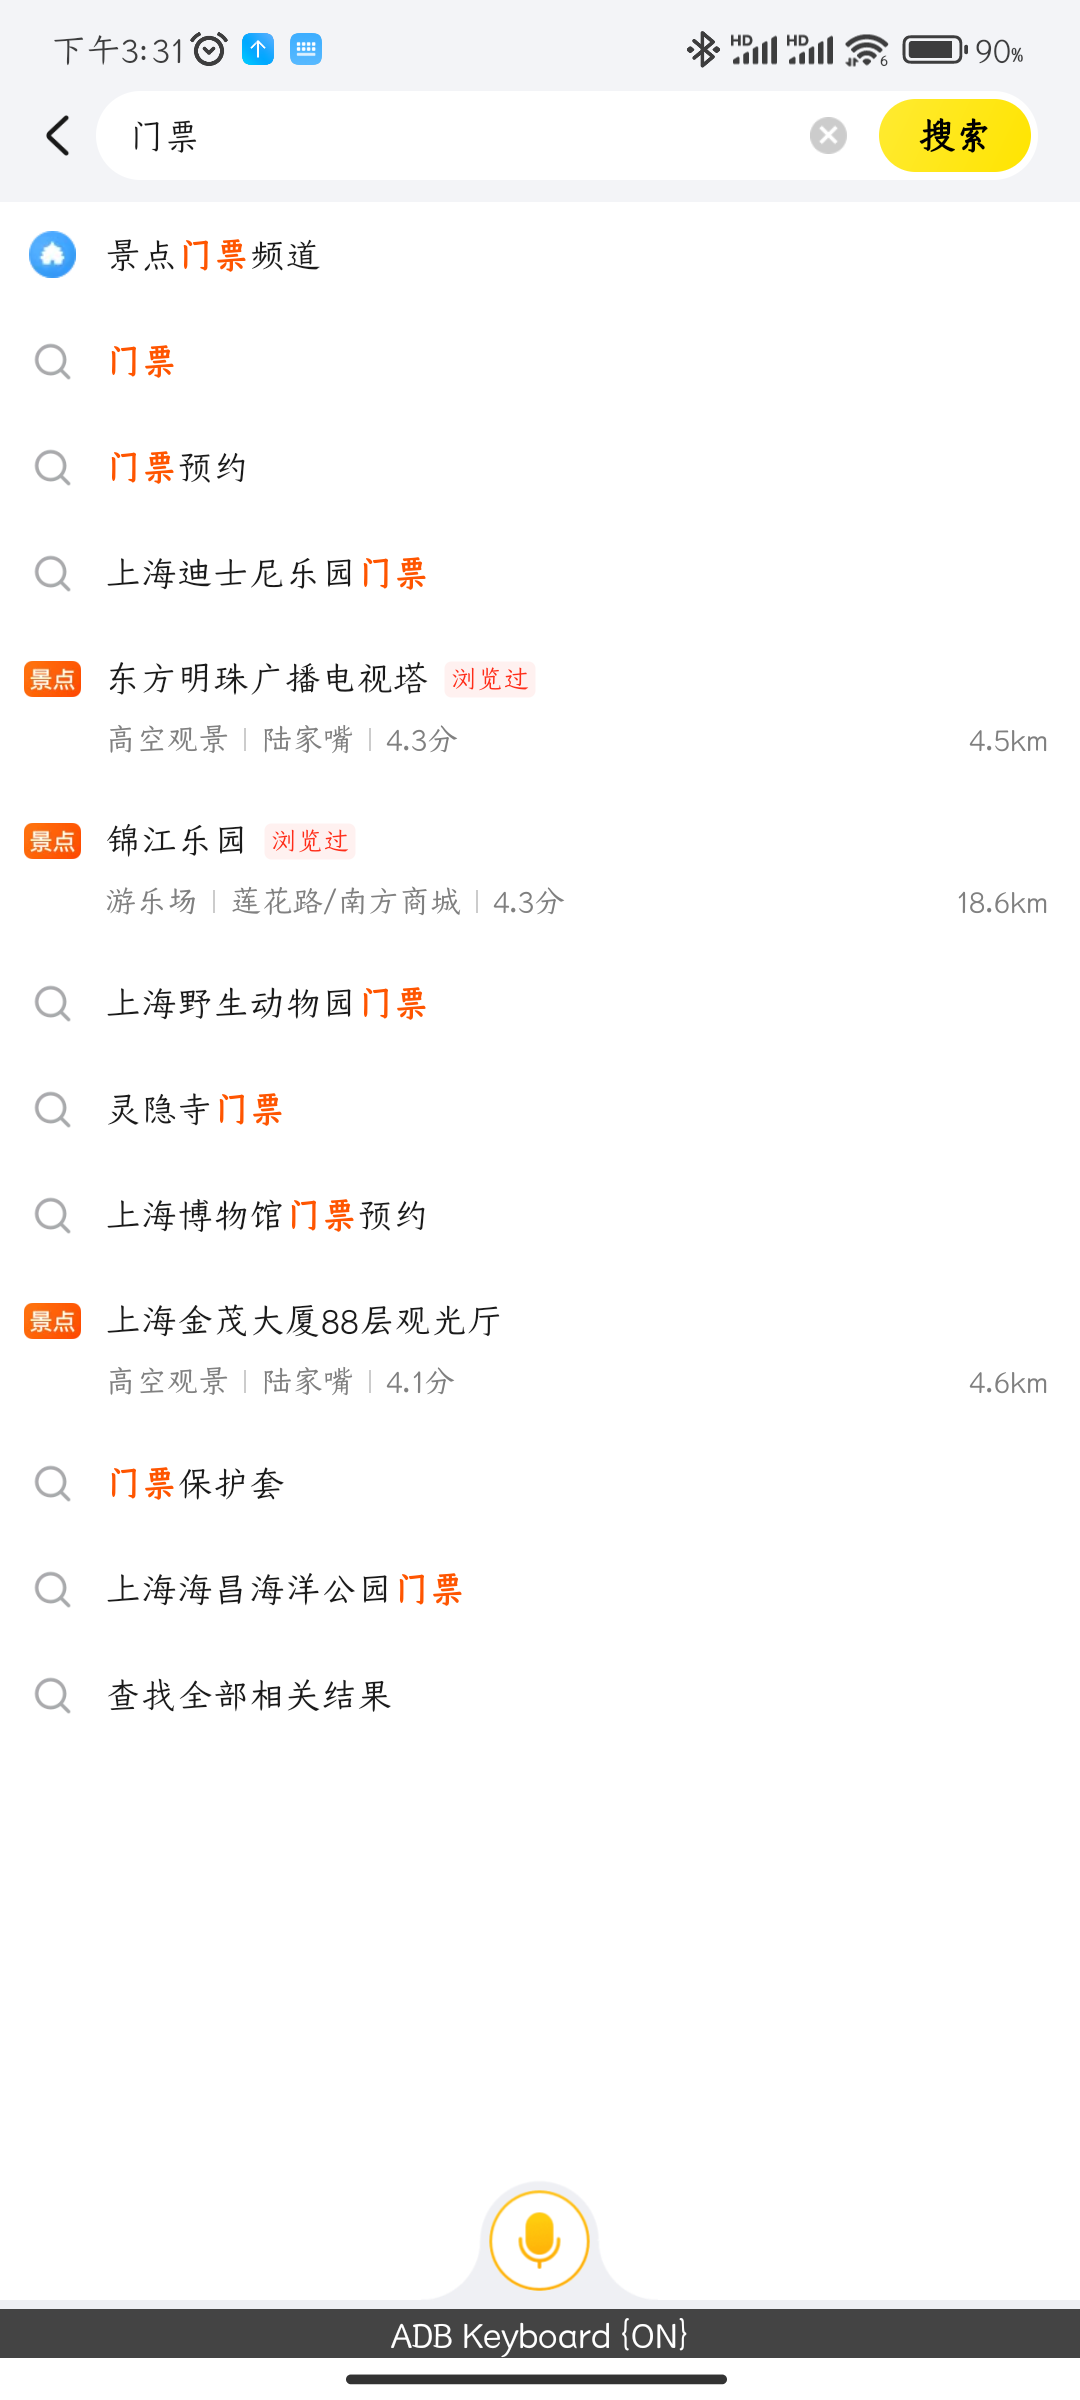 下午3:31 HD HD 6 90%
门票 搜索
景点门票频道
门票
门票预约
上海迪士尼乐园门票
景点 东方明珠广播电视塔 浏览过
高空观景 | 陆家嘴 | 4.3分 4.5km
景点 锦江乐园 浏览过
游乐场 | 莲花路/南方商城 | 4.3分 18.6km
上海野生动物园门票
灵隐寺门票
上海博物馆门票预约
景点 上海金茂大厦88层观光厅
高空观景 | 陆家嘴 | 4.1分 4.6km
门票保护套
上海海昌海洋公园门票
查找全部相关结果
ADB Keyboard {ON}